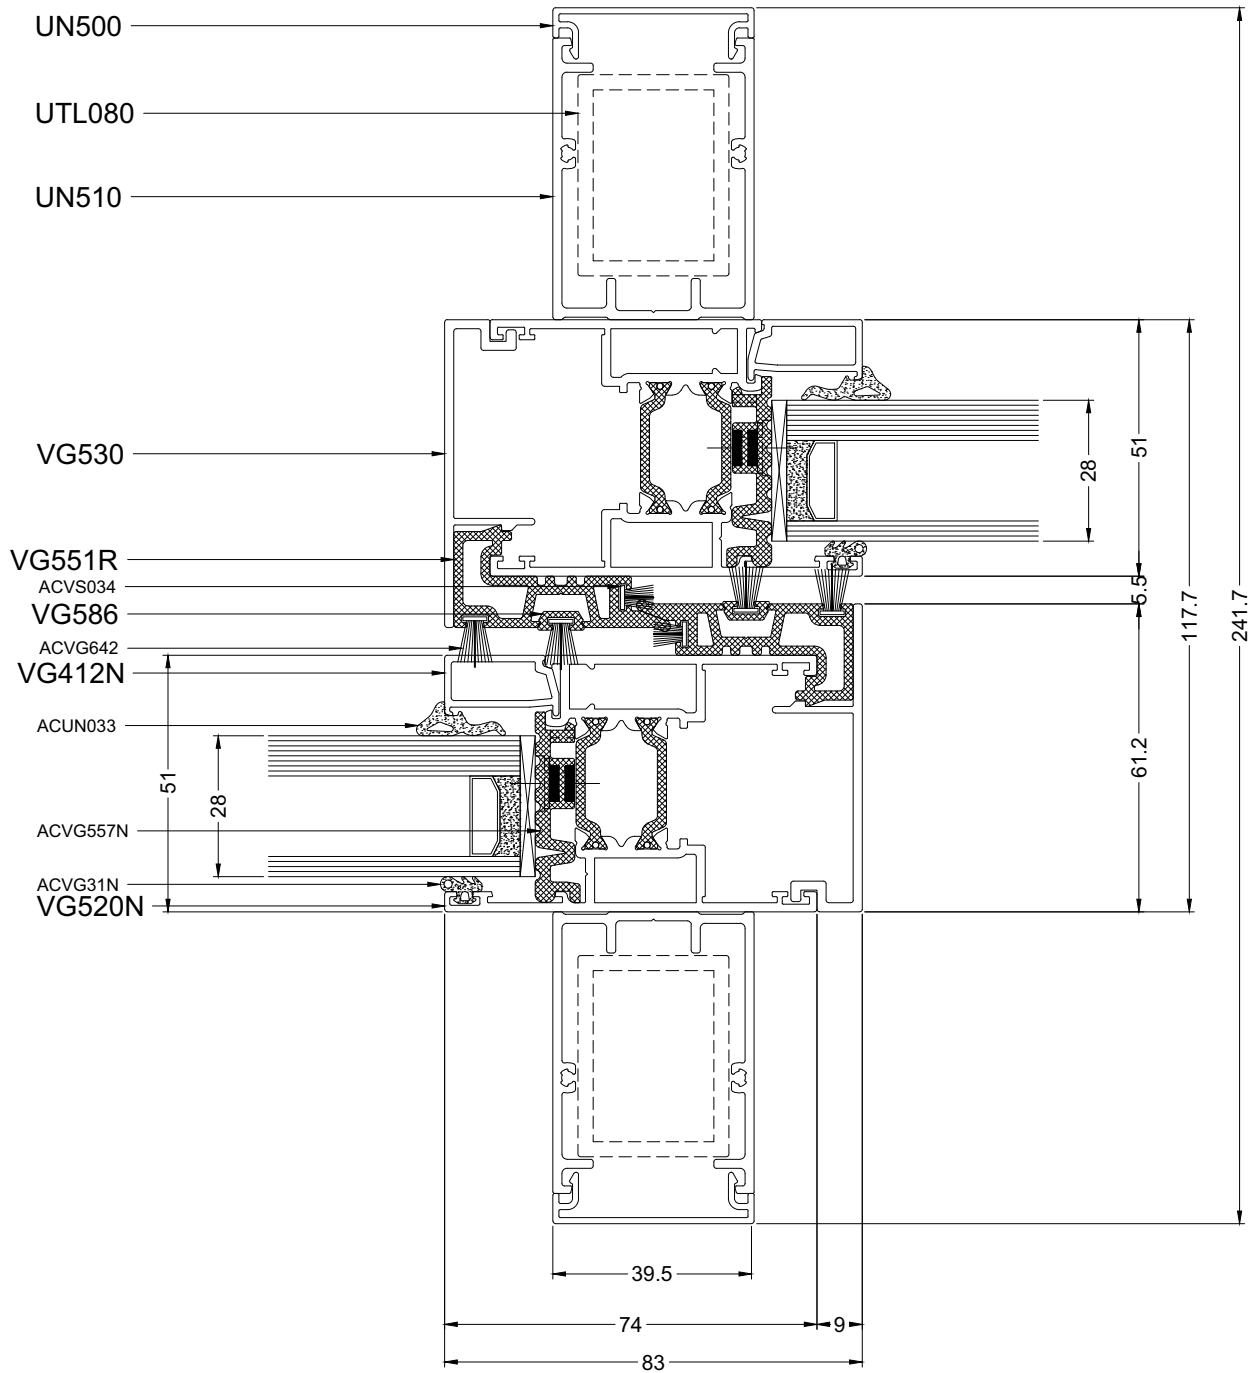 UN500
UTL080
UN510
VG530
VG551R
ACVS034
VG586
ACVG642
VG412N
ACUN033
ACVG557N
ACVG31N
VG520N
51
28
5.5
117.7
241.7
61.2
51
28
39.5
74
9
83